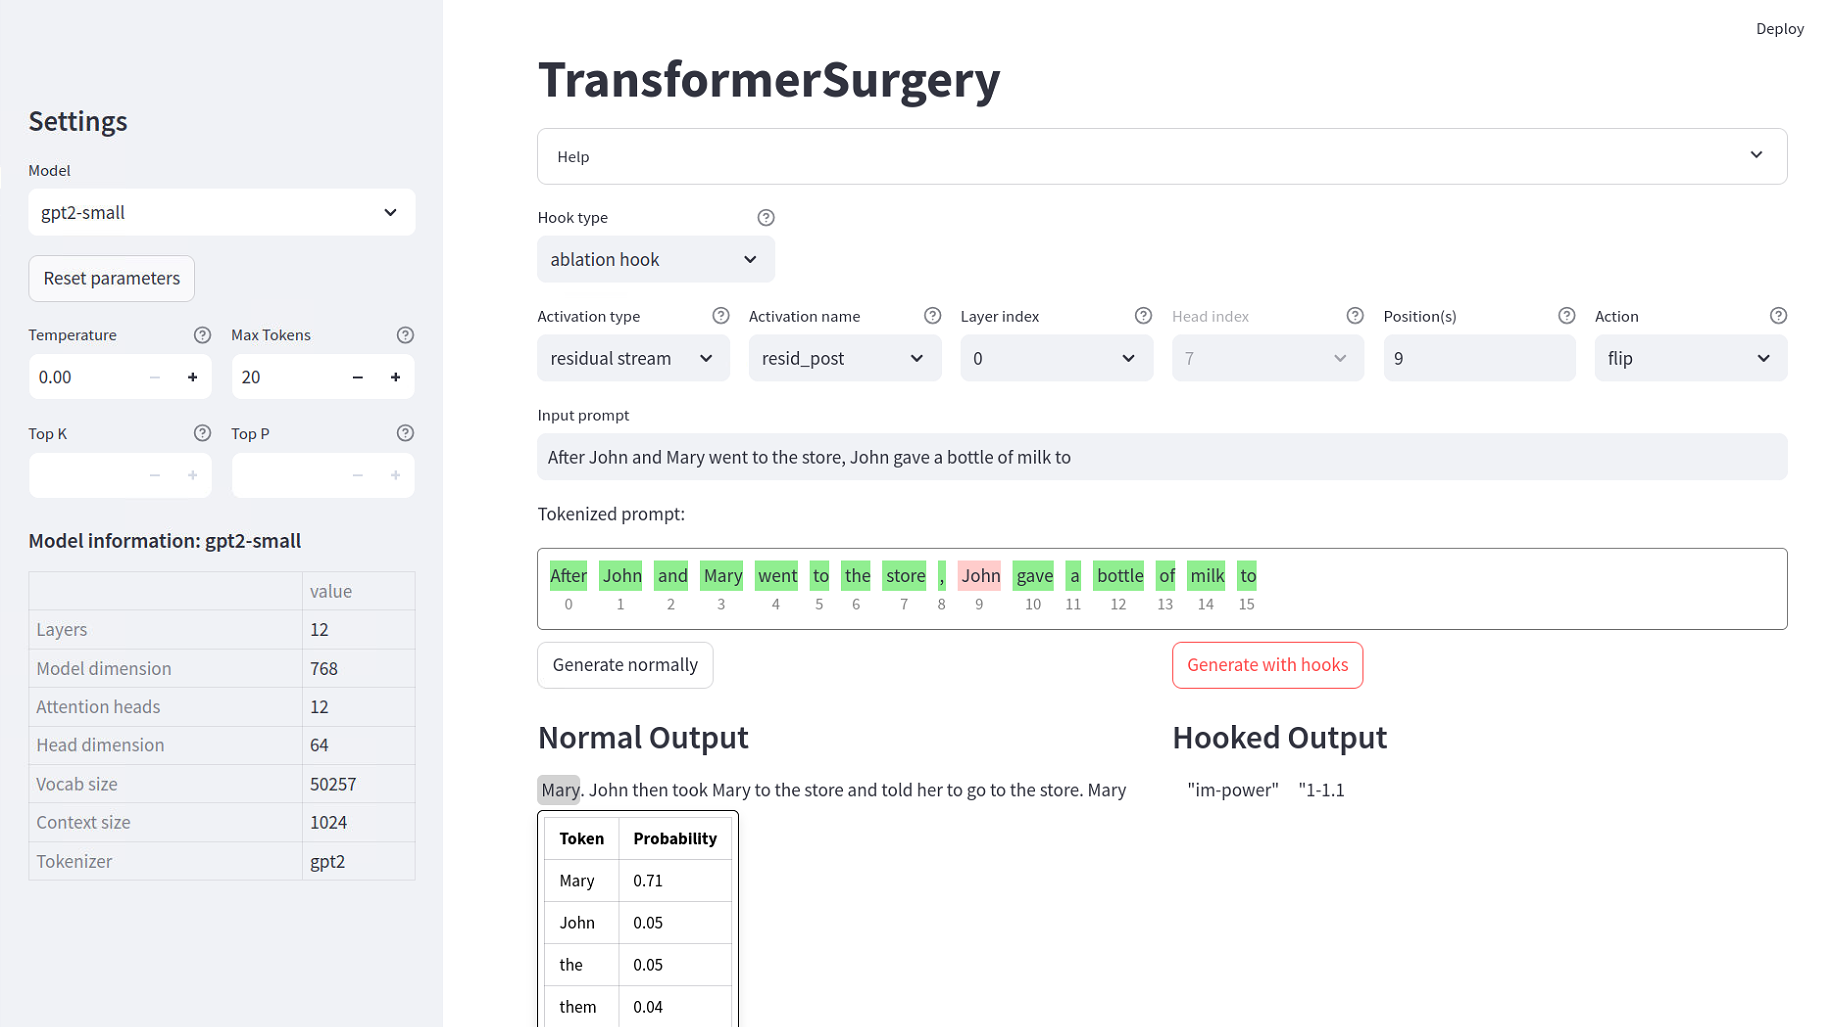 Deploy
Settings
Model
gpt2-small
Reset parameters
Temperature
Max Tokens
0.00
20
Top K
Top P
Model information: gpt2-small
value
Layers 12
Model dimension 768
Attention heads 12
Head dimension 64
Vocab size 50257
Context size 1024
Tokenizer gpt2
TransformerSurgery
Help
Hook type
ablation hook
Activation type Activation name Layer index Head index Position(s) Action
residual stream resid_post 0 7 9 flip
Input prompt
After John and Mary went to the store, John gave a bottle of milk to
Tokenized prompt:
After John and Mary went to the store , John gave a bottle of milk to
0 1 2 3 4 5 6 7 8 9 10 11 12 13 14 15
Generate normally
Generate with hooks
Normal Output
Mary. John then took Mary to the store and told her to go to the store. Mary
Token Probability
Mary 0.71
John 0.05
the 0.05
them 0.04
Hooked Output
"im-power" "1-1.1